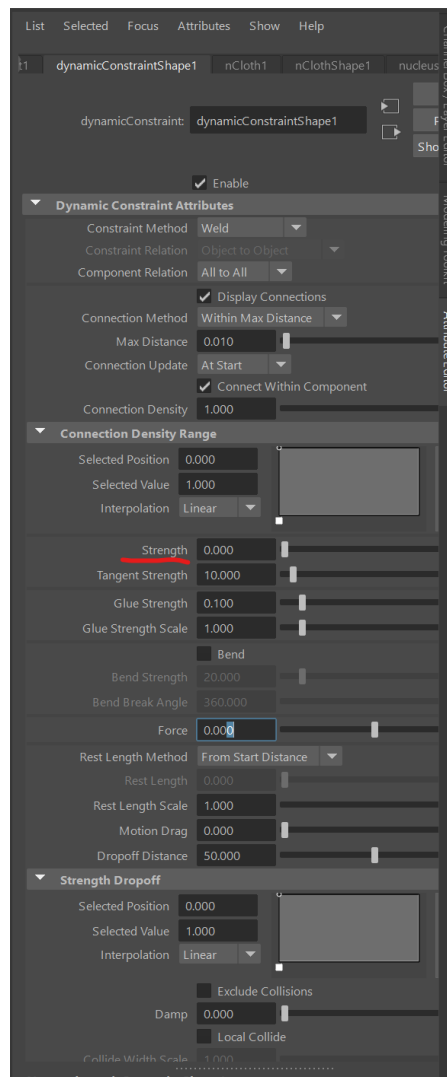 List Selected Focus Attributes Show Help
t1 dynamicConstraintShape1 nCloth1 nClothShape1 nucleus
dynamicConstraint: dynamicConstraintShape1
Sho
Enable
Dynamic Constraint Attributes
Constraint Method Weld
Constraint Relation Object to Object
Component Relation All to All
Display Connections
Connection Method Within Max Distance
Max Distance 0.010
Connection Update At Start
Connect Within Component
Connection Density 1.000
Connection Density Range
Selected Position 0.000
Selected Value 1.000
Interpolation Linear
Strength 0.000
Tangent Strength 10.000
Glue Strength 0.100
Glue Strength Scale 1.000
Bend
Bend Strength 20.000
Bend Break Angle 360.000
Force 0.000
Rest Length Method From Start Distance
Rest Length 0.000
Rest Length Scale 1.000
Motion Drag 0.000
Dropoff Distance 50.000
Strength Dropoff
Selected Position 0.000
Selected Value 1.000
Interpolation Linear
Exclude Collisions
Damp 0.000
Local Collide
Collide Width Scale 1.000